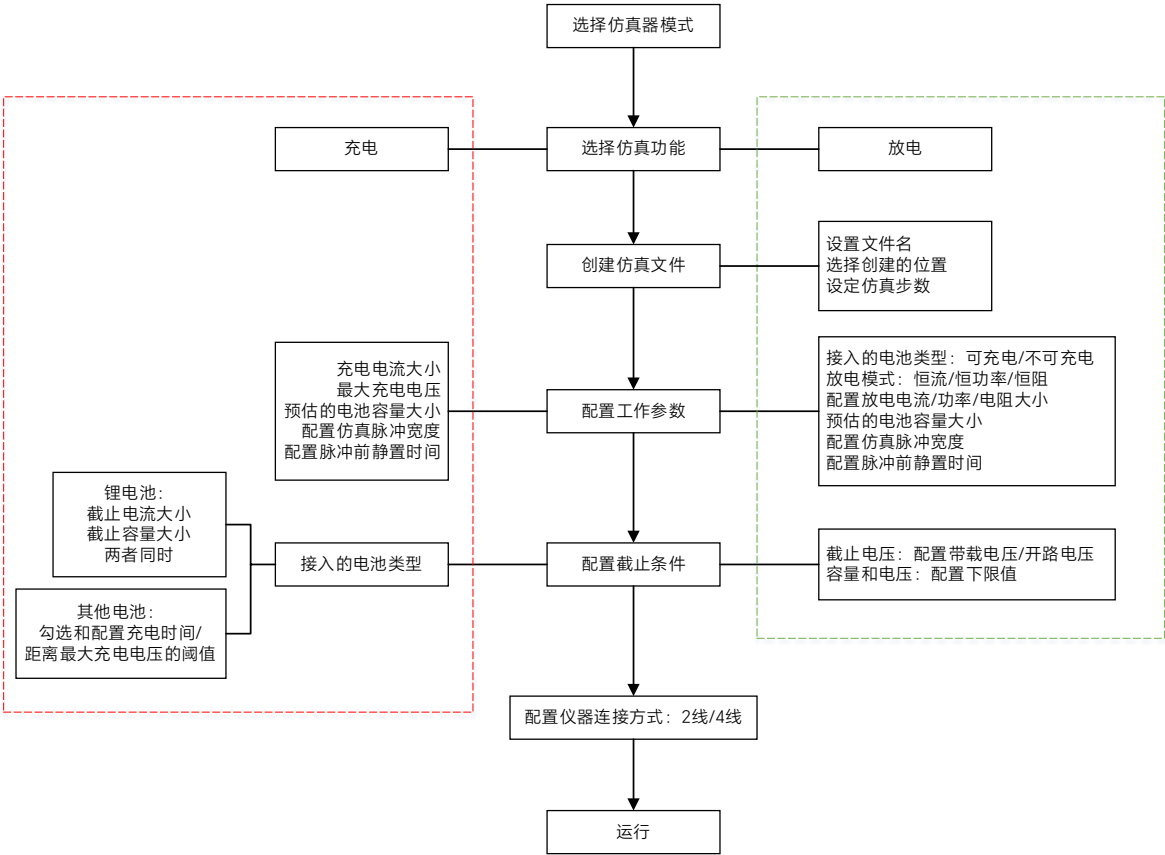 选择仿真器模式
充电
选择仿真功能
放电
创建仿真文件
设置文件名
选择创建的位置
设定仿真步数
充电电流大小
最大充电电压
预估的电池容量大小
配置仿真脉冲宽度
配置脉冲前静置时间
配置工作参数
接入的电池类型：可充电/不可充电
放电模式：恒流/恒功率/恒阻
配置放电电流/功率/电阻大小
预估的电池容量大小
配置仿真脉冲宽度
配置脉冲前静置时间
锂电池：
截止电流大小
截止容量大小
两者同时
其他电池：
勾选和配置充电时间/
距离最大充电电压的阈值
接入的电池类型
配置截止条件
截止电压：配置带载电压/开路电压
容量和电压：配置下限值
配置仪器连接方式：2线/4线
运行